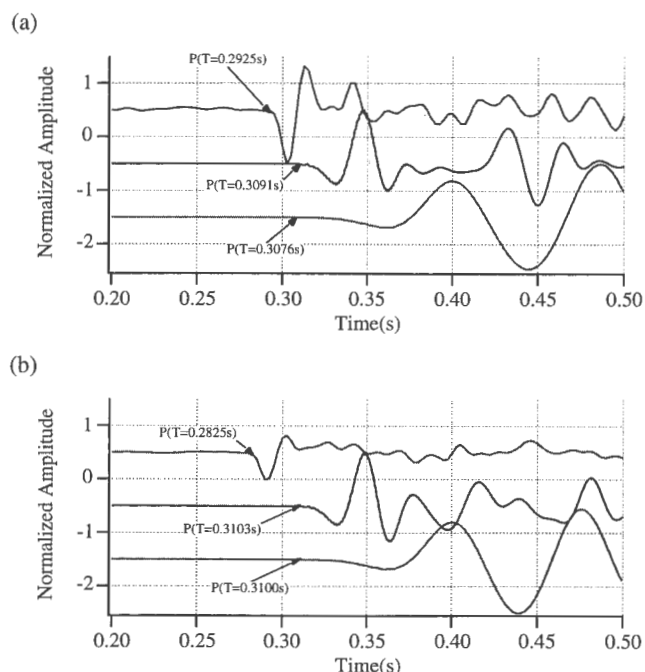 (a)
Normalized Amplitude
1
0
-1
-2
P(T=0.2925s)
P(T=0.3091s)
P(T=0.3076s)
0.20 0.25 0.30 0.35 0.40 0.45 0.50
Time(s)
(b)
Normalized Amplitude
1
0
-1
-2
P(T=0.2825s)
P(T=0.3103s)
P(T=0.3100s)
0.20 0.25 0.30 0.35 0.40 0.45 0.50
Time(s)